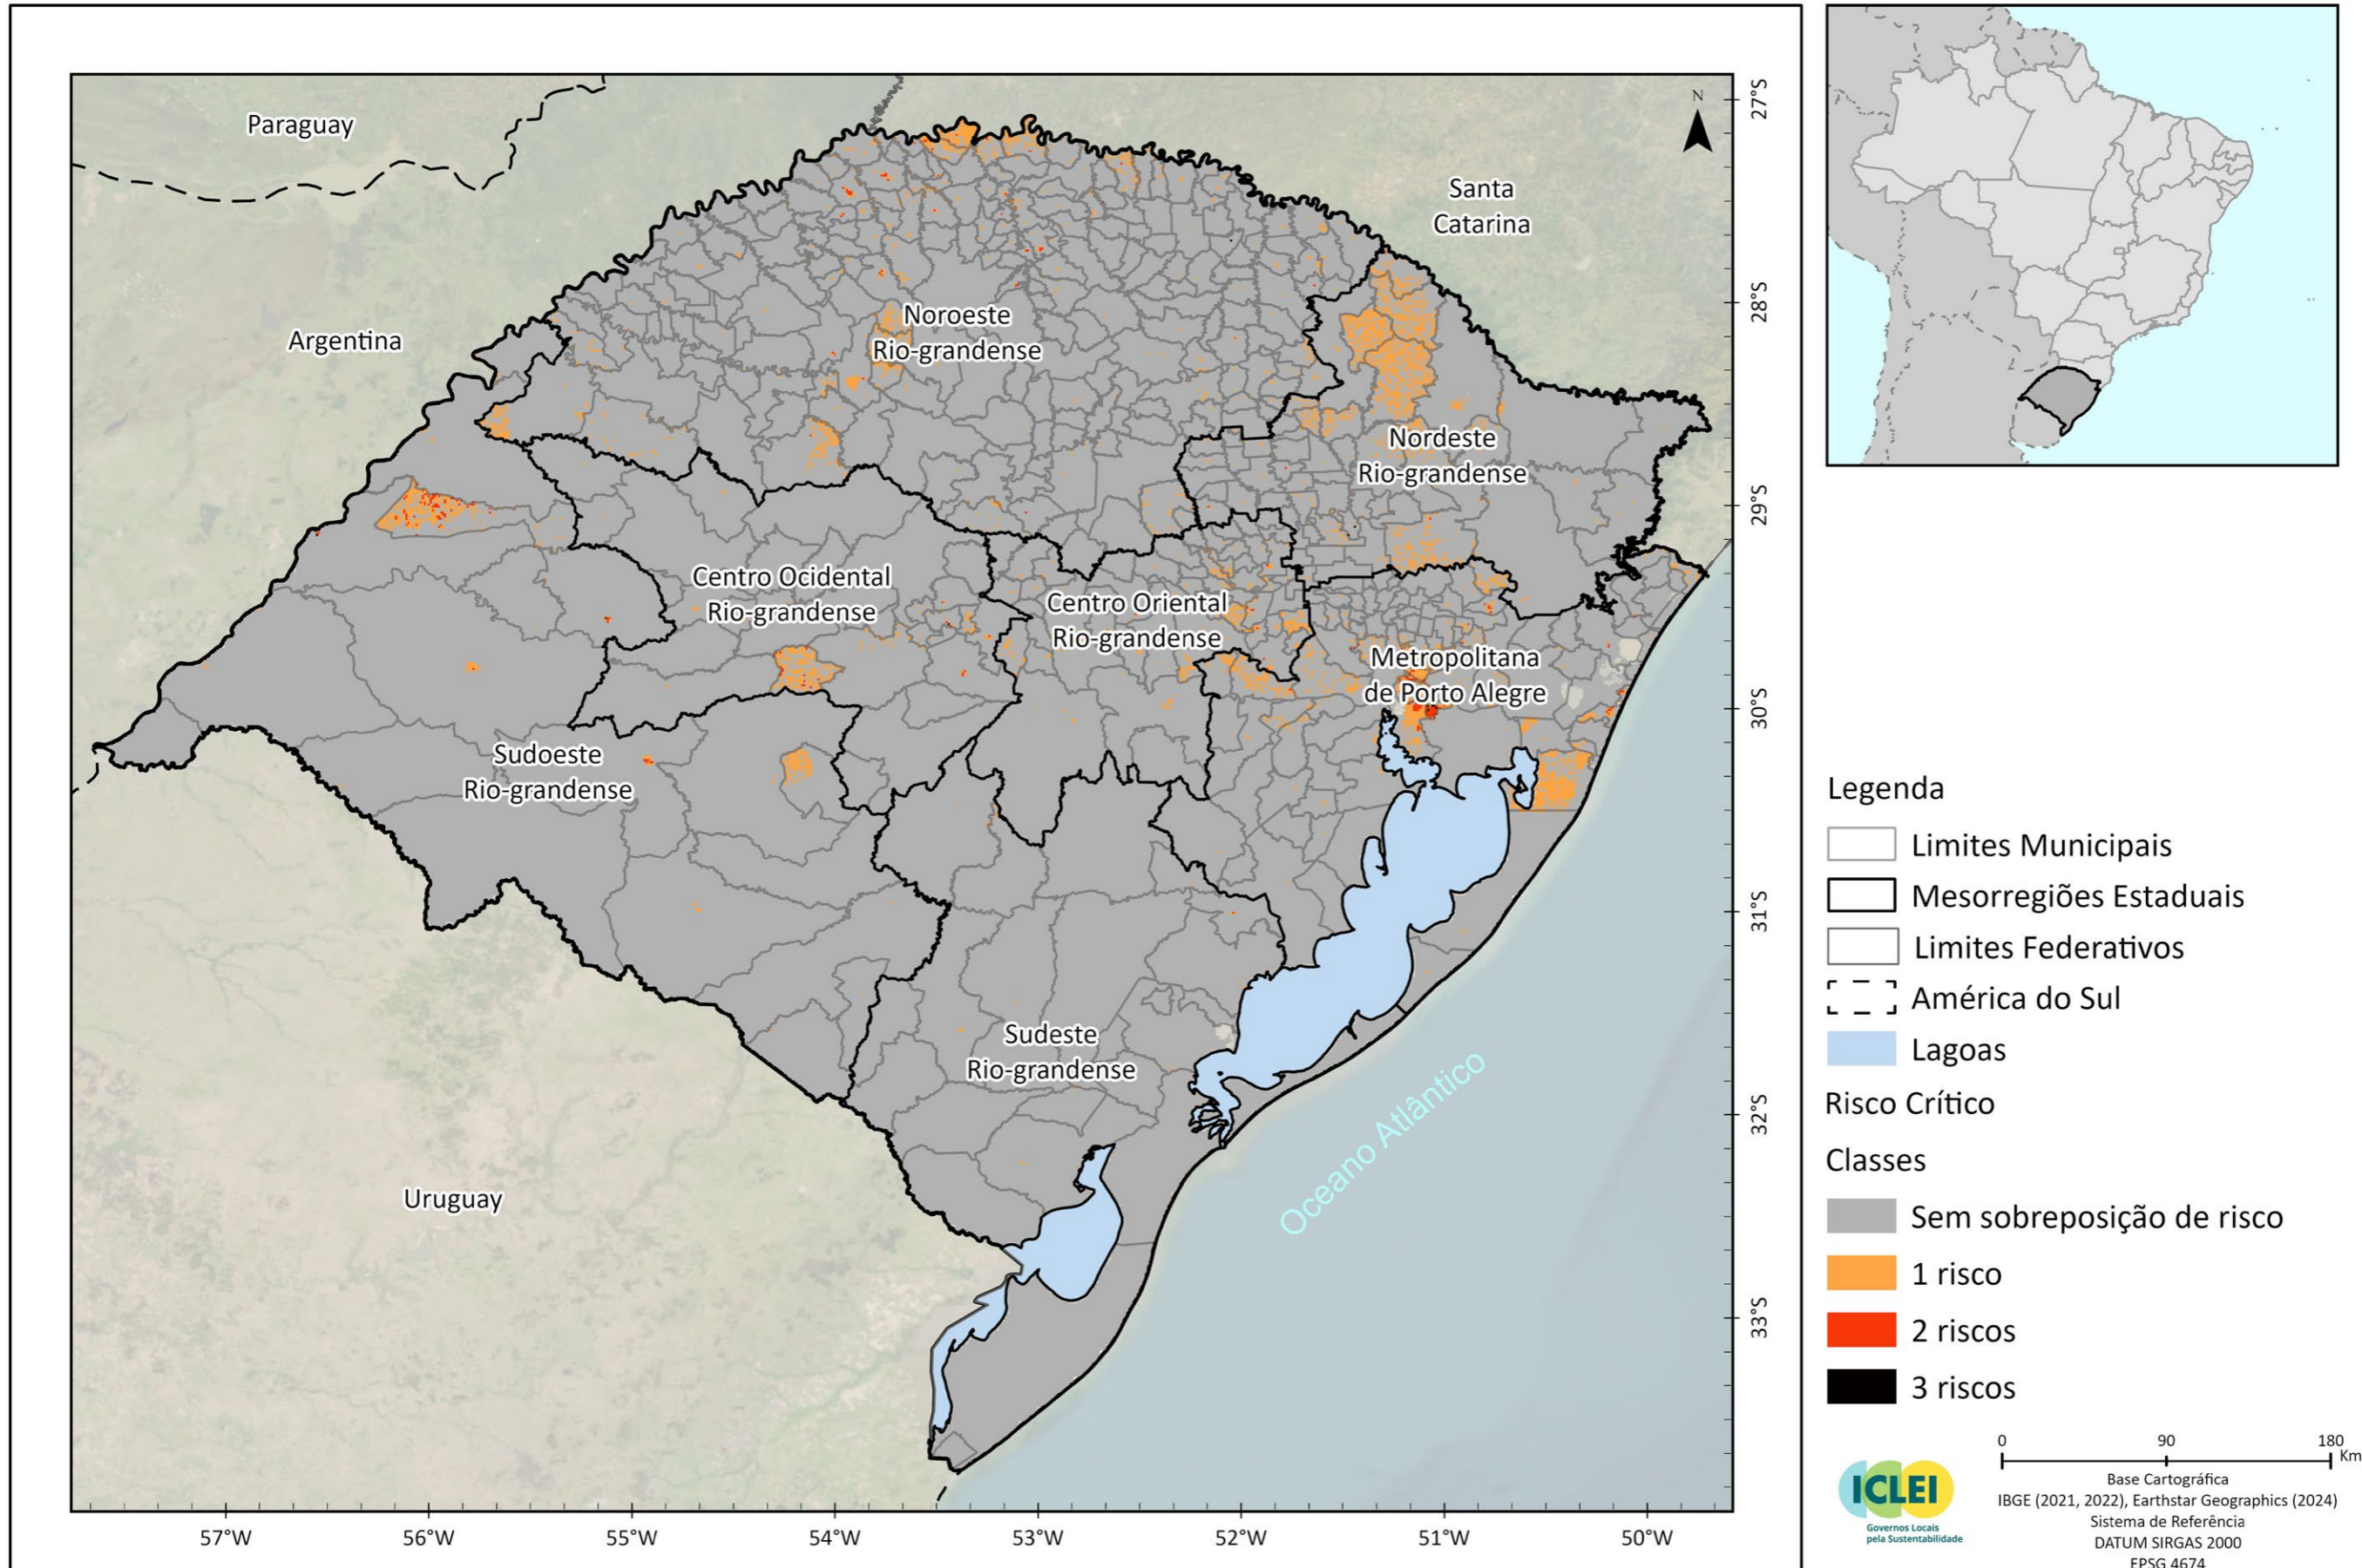 Paraguay
N
Santa
Catarina
Argentina
Noroeste
Rio-grandense
Nordeste
Rio-grandense
Centro Ocidental
Rio-grandense
Centro Oriental
Rio-grandense
Metropolitana
de Porto Alegre
Sudoeste
Rio-grandense
Sudeste
Rio-grandense
Uruguay
Oceano Atlântico
27°S
28°S
29°S
30°S
31°S
32°S
33°S
57°W
56°W
55°W
54°W
53°W
52°W
51°W
50°W
Legenda
Limites Municipais
Mesorregiões Estaduais
Limites Federativos
América do Sul
Lagoas
Risco Crítico
Classes
Sem sobreposição de risco
1 risco
2 riscos
3 riscos
0 90 180
Km
ICLEI
Governos Locais
pela Sustentabilidade
Base Cartográfica
IBGE (2021, 2022), Earthstar Geographics (2024)
Sistema de Referência
DATUM SIRGAS 2000
EPSG 4674